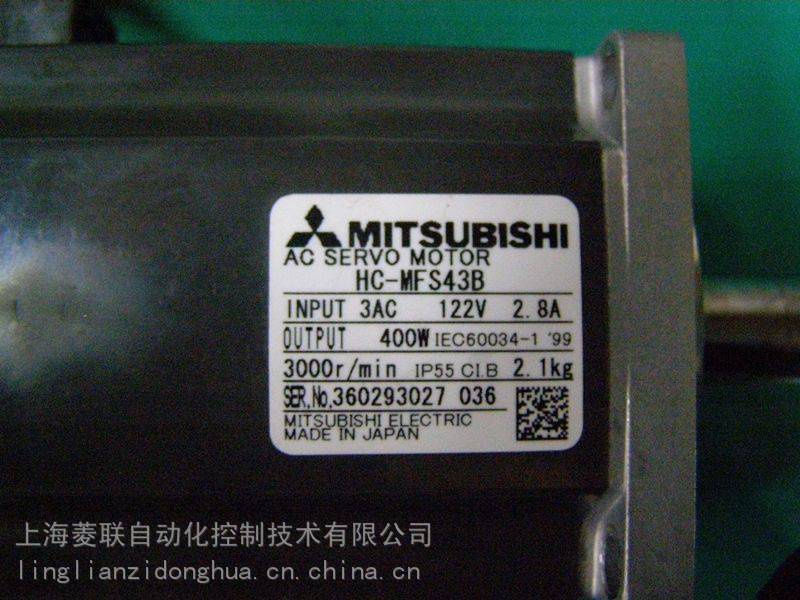 MITSUBISHI
AC SERVO MOTOR
HC-MFS43B
INPUT 3AC 122V 2.8A
OUTPUT 400W IEC60034-1 '99
3000r/min IP55 CI.B 2.1kg
SER.No.360293027 036
MITSUBISHI ELECTRIC
MADE IN JAPAN
上海菱联自动化控制技术有限公司
linglianzidonghua.cn.china.cn